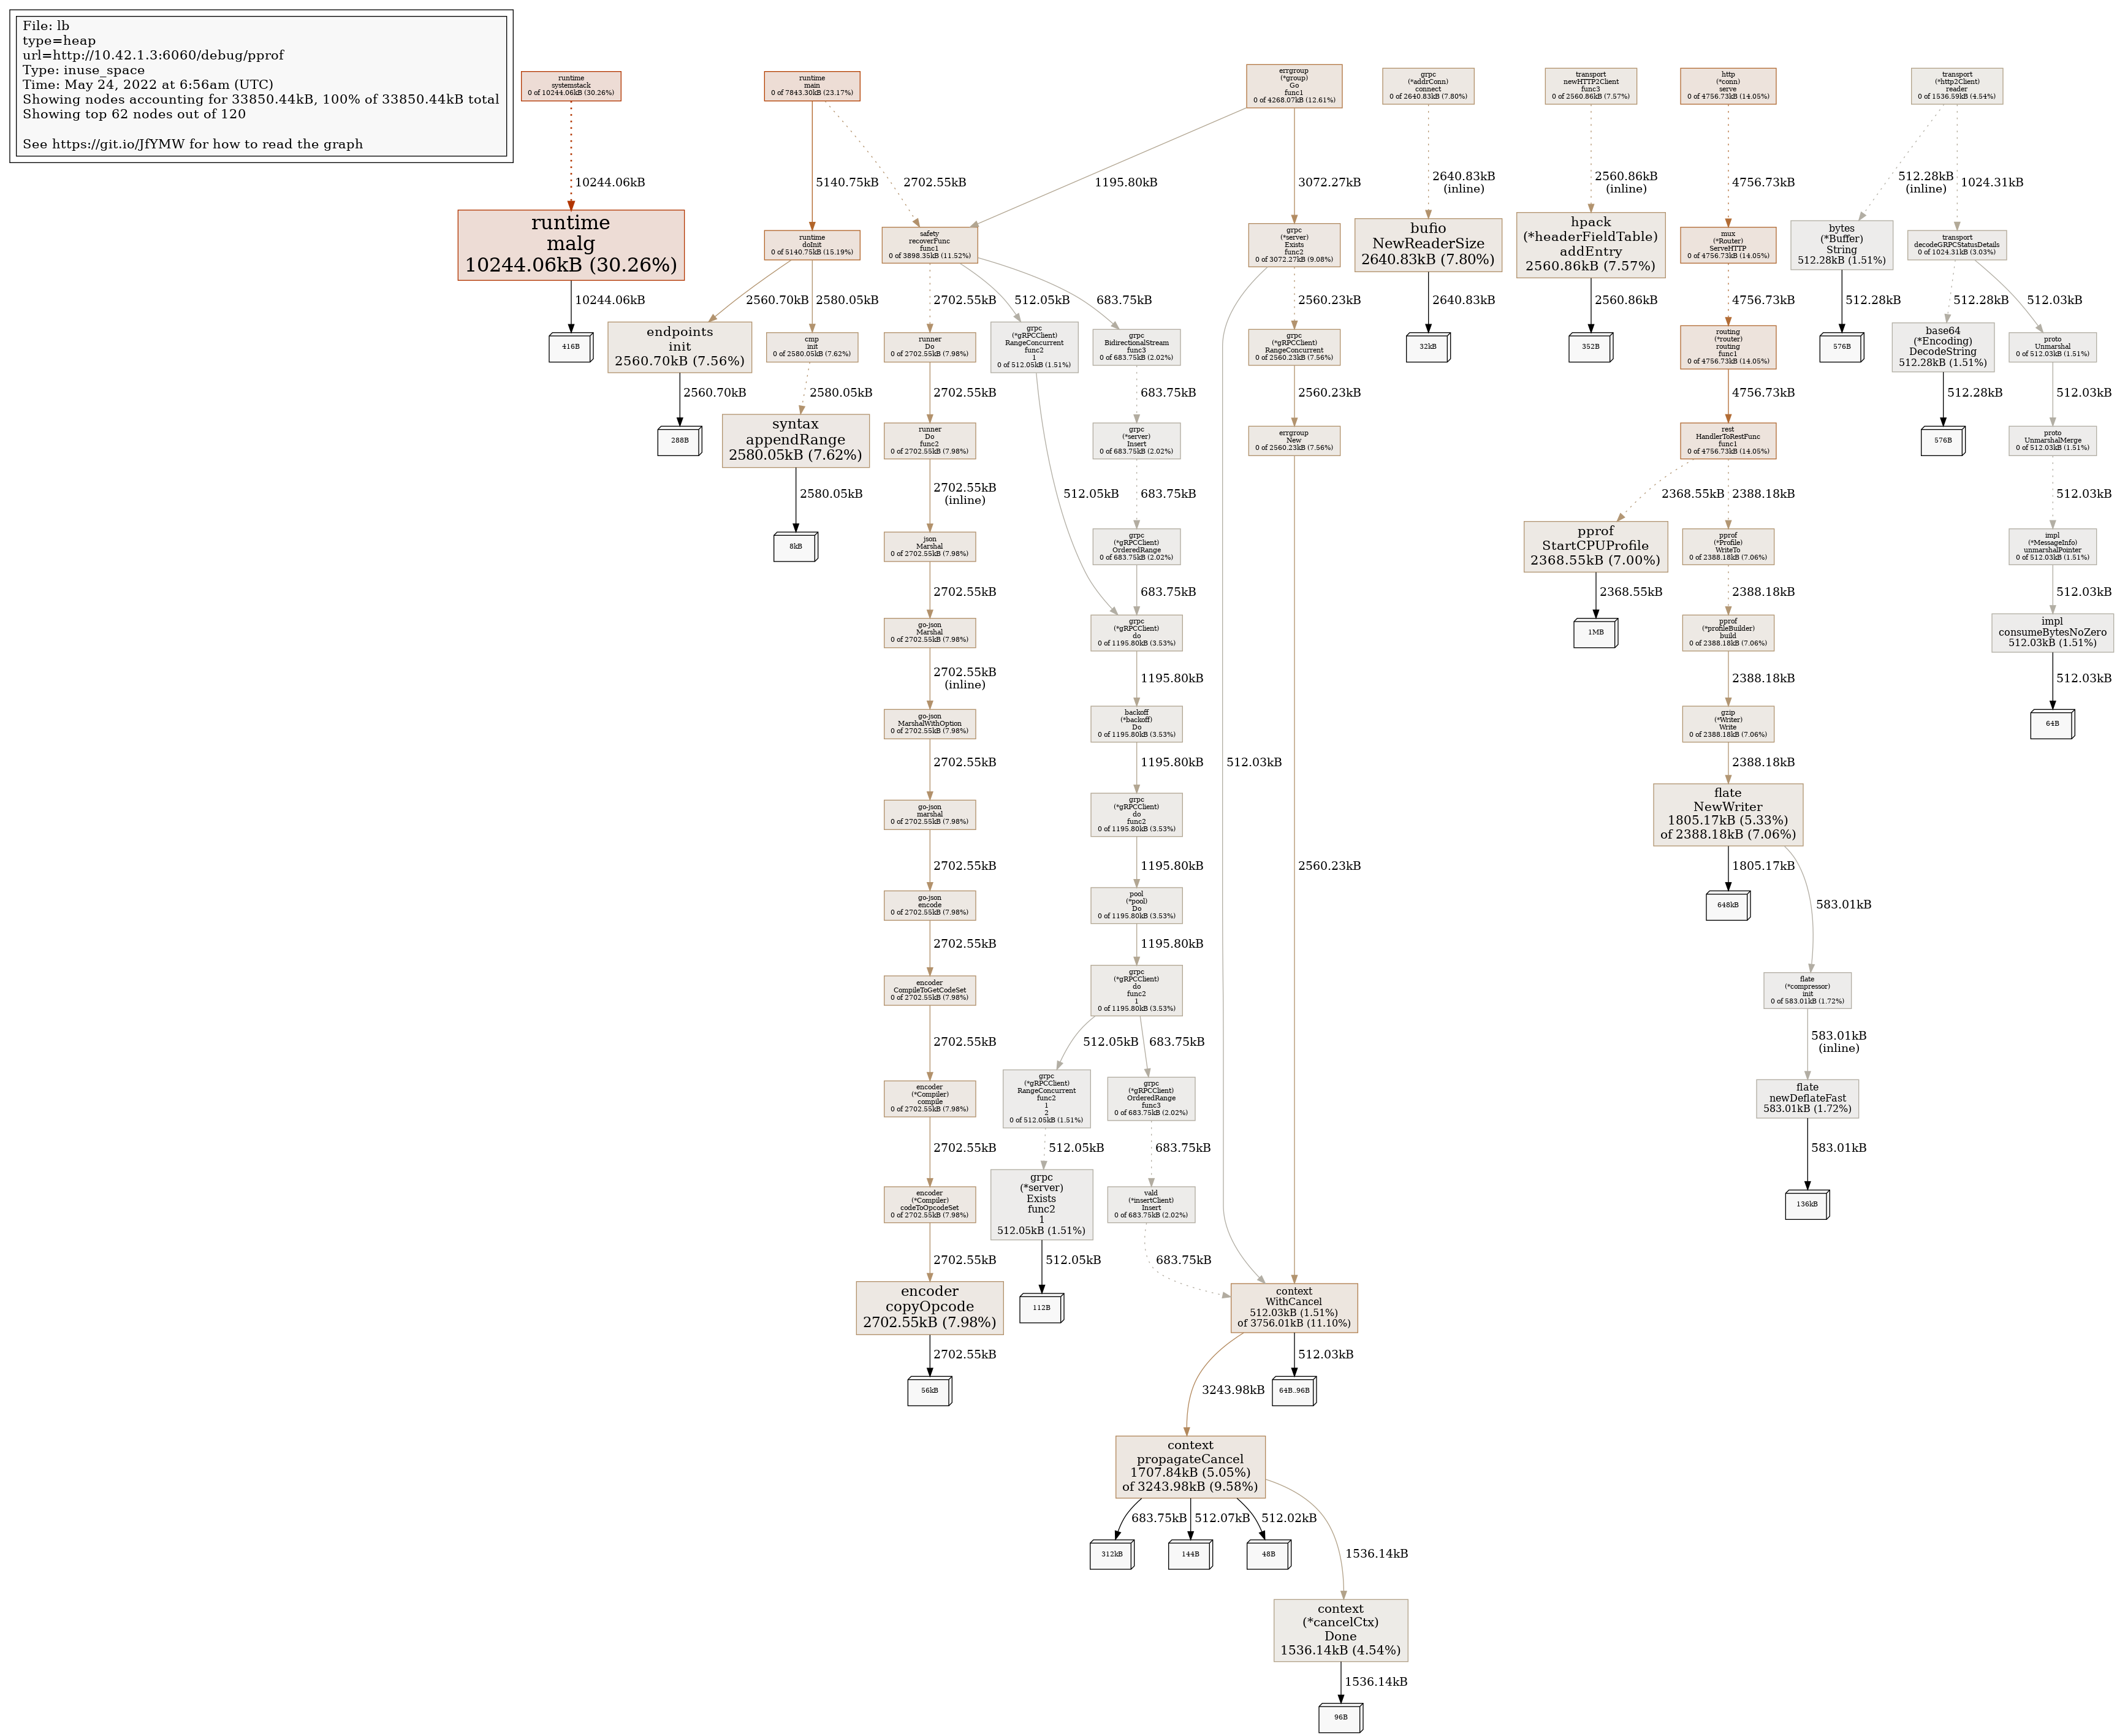 File: lb
type=heap
url=http://10.42.1.3:6060/debug/pprof
Type: inuse_space
Time: May 24, 2022 at 6:56am (UTC)
Showing nodes accounting for 33850.44kB, 100% of 33850.44kB total
Showing top 62 nodes out of 120
See https://git.io/JfYMW for how to read the graph
runtime
systemstack
0 of 10244.06kB (30.26%)
10244.06kB
runtime
malg
10244.06kB (30.26%)
10244.06kB
416B
runtime
main
0 of 7843.30kB (23.17%)
5140.75kB
2702.55kB
runtime
doInit
0 of 5140.75kB (15.19%)
2560.70kB
2580.05kB
endpoints
init
2560.70kB (7.56%)
2560.70kB
288B
cmp
init
0 of 2580.05kB (7.62%)
2580.05kB
syntax
appendRange
2580.05kB (7.62%)
2580.05kB
8kB
errgroup
(*group)
Go
func1
0 of 4268.07kB (12.61%)
1195.80kB
3072.27kB
safety
recoverFunc
func1
0 of 3898.35kB (11.52%)
2702.55kB
512.05kB
683.75kB
runner
Do
0 of 2702.55kB (7.98%)
2702.55kB
runner
Do
func2
0 of 2702.55kB (7.98%)
2702.55kB
(inline)
json
Marshal
0 of 2702.55kB (7.98%)
2702.55kB
go-json
Marshal
0 of 2702.55kB (7.98%)
2702.55kB
(inline)
go-json
MarshalWithOption
0 of 2702.55kB (7.98%)
2702.55kB
go-json
marshal
0 of 2702.55kB (7.98%)
2702.55kB
go-json
encode
0 of 2702.55kB (7.98%)
2702.55kB
encoder
CompileToGetCodeSet
0 of 2702.55kB (7.98%)
2702.55kB
encoder
(*Compiler)
compile
0 of 2702.55kB (7.98%)
2702.55kB
encoder
(*Compiler)
codeToOpcodeSet
0 of 2702.55kB (7.98%)
2702.55kB
encoder
copyOpcode
2702.55kB (7.98%)
2702.55kB
56kB
grpc
(*gRPCClient)
RangeConcurrent
func2
1
0 of 512.05kB (1.51%)
512.05kB
grpc
BidirectionalStream
func3
0 of 683.75kB (2.02%)
683.75kB
grpc
(*server)
Insert
0 of 683.75kB (2.02%)
683.75kB
grpc
(*gRPCClient)
OrderedRange
0 of 683.75kB (2.02%)
683.75kB
grpc
(*gRPCClient)
do
0 of 1195.80kB (3.53%)
1195.80kB
backoff
(*backoff)
Do
0 of 1195.80kB (3.53%)
1195.80kB
grpc
(*gRPCClient)
do
func2
0 of 1195.80kB (3.53%)
1195.80kB
pool
(*pool)
Do
0 of 1195.80kB (3.53%)
1195.80kB
grpc
(*gRPCClient)
do
func2
1
0 of 1195.80kB (3.53%)
512.05kB
683.75kB
grpc
(*gRPCClient)
RangeConcurrent
func2
1
2
0 of 512.05kB (1.51%)
512.05kB
grpc
(*server)
Exists
func2
1
512.05kB (1.51%)
512.05kB
112B
grpc
(*gRPCClient)
OrderedRange
func3
0 of 683.75kB (2.02%)
683.75kB
vald
(*insertClient)
Insert
0 of 683.75kB (2.02%)
683.75kB
grpc
(*server)
Exists
func2
0 of 3072.27kB (9.08%)
512.03kB
2560.23kB
grpc
(*gRPCClient)
RangeConcurrent
0 of 2560.23kB (7.56%)
2560.23kB
errgroup
New
0 of 2560.23kB (7.56%)
2560.23kB
context
WithCancel
512.03kB (1.51%)
of 3756.01kB (11.10%)
3243.98kB
512.03kB
64B..96B
context
propagateCancel
1707.84kB (5.05%)
of 3243.98kB (9.58%)
683.75kB
512.07kB
512.02kB
1536.14kB
312kB
144B
48B
context
(*cancelCtx)
Done
1536.14kB (4.54%)
1536.14kB
96B
grpc
(*addrConn)
connect
0 of 2640.83kB (7.80%)
2640.83kB
(inline)
bufio
NewReaderSize
2640.83kB (7.80%)
2640.83kB
32kB
transport
newHTTP2Client
func3
0 of 2560.86kB (7.57%)
2560.86kB
(inline)
hpack
(*headerFieldTable)
addEntry
2560.86kB (7.57%)
2560.86kB
352B
http
(*conn)
serve
0 of 4756.73kB (14.05%)
4756.73kB
mux
(*Router)
ServeHTTP
0 of 4756.73kB (14.05%)
4756.73kB
routing
(*router)
routing
func1
0 of 4756.73kB (14.05%)
4756.73kB
rest
HandlerToRestFunc
func1
0 of 4756.73kB (14.05%)
2368.55kB
2388.18kB
pprof
StartCPUProfile
2368.55kB (7.00%)
2368.55kB
1MB
pprof
(*Profile)
WriteTo
0 of 2388.18kB (7.06%)
2388.18kB
pprof
(*profileBuilder)
build
0 of 2388.18kB (7.06%)
2388.18kB
gzip
(*Writer)
Write
0 of 2388.18kB (7.06%)
2388.18kB
flate
NewWriter
1805.17kB (5.33%)
of 2388.18kB (7.06%)
1805.17kB
583.01kB
648kB
flate
(*compressor)
init
0 of 583.01kB (1.72%)
583.01kB
(inline)
flate
newDeflateFast
583.01kB (1.72%)
583.01kB
136kB
transport
(*http2Client)
reader
0 of 1536.59kB (4.54%)
512.28kB
(inline)
1024.31kB
bytes
(*Buffer)
String
512.28kB (1.51%)
512.28kB
576B
transport
decodeGRPCStatusDetails
0 of 1024.31kB (3.03%)
512.28kB
512.03kB
base64
(*Encoding)
DecodeString
512.28kB (1.51%)
512.28kB
576B
proto
Unmarshal
0 of 512.03kB (1.51%)
512.03kB
proto
UnmarshalMerge
0 of 512.03kB (1.51%)
512.03kB
impl
(*MessageInfo)
unmarshalPointer
0 of 512.03kB (1.51%)
512.03kB
impl
consumeBytesNoZero
512.03kB (1.51%)
512.03kB
64B